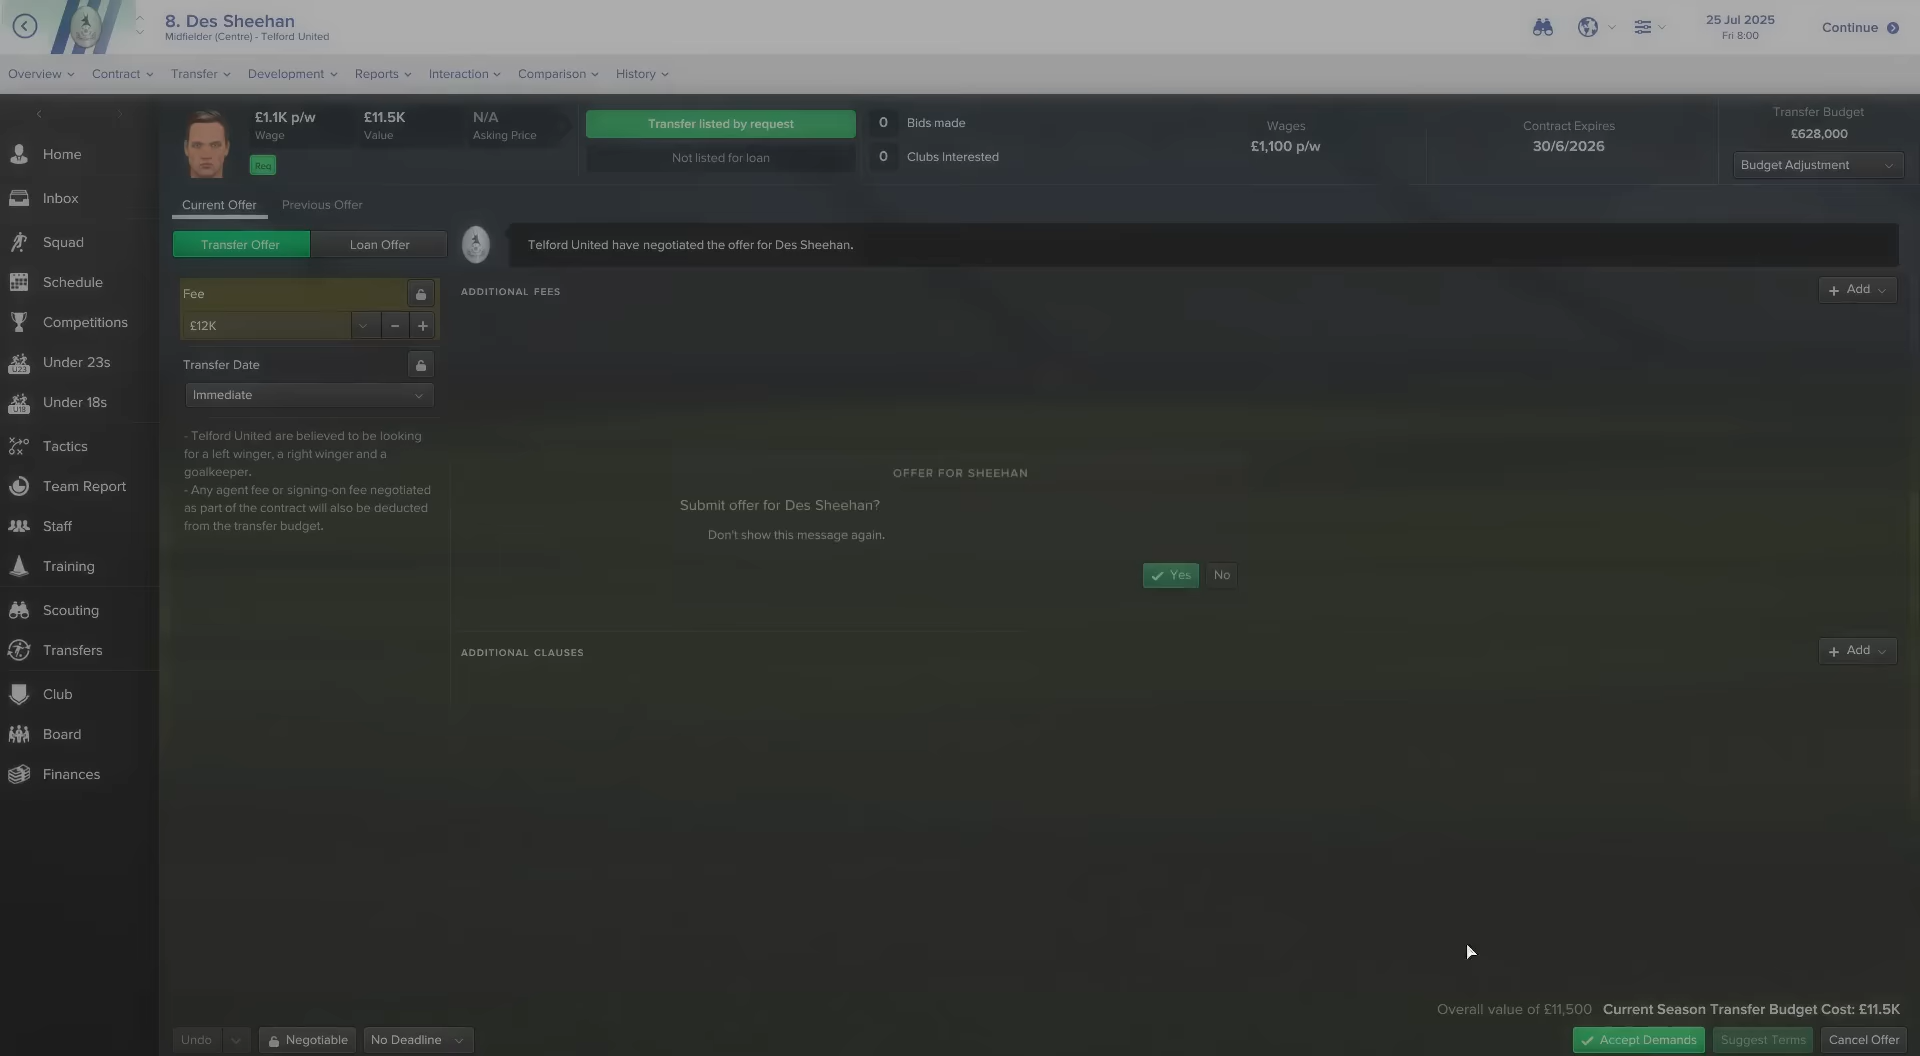 8. Des Sheehan
Midfielder (Centre) - Telford United
25 Jul 2025
Fri 8:00
Continue
Overview
Contract
Transfer
Development
Reports
Interaction
Comparison
History
Home
Inbox
Squad
Schedule
Competitions
Under 23s
Under 18s
Tactics
Team Report
Staff
Training
Scouting
Transfers
Club
Board
Finances
£1.1K p/w
Wage
£11.5K
Value
N/A
Asking Price
Req
Transfer listed by request
Not listed for loan
0 Bids made
0 Clubs Interested
Wages
£1,100 p/w
Contract Expires
30/6/2026
Transfer Budget
£628,000
Budget Adjustment
Current Offer
Previous Offer
Transfer Offer
Loan Offer
Telford United have negotiated the offer for Des Sheehan.
Fee
£12K
Transfer Date
Immediate
- Telford United are believed to be looking
for a left winger, a right winger and a
goalkeeper.
- Any agent fee or signing-on fee negotiated
as part of the contract will also be deducted
from the transfer budget.
ADDITIONAL FEES
Add
OFFER FOR SHEEHAN
Submit offer for Des Sheehan?
Don't show this message again.
Yes
No
ADDITIONAL CLAUSES
Add
Overall value of £11,500
Current Season Transfer Budget Cost: £11.5K
Undo
Negotiable
No Deadline
Accept Demands
Suggest Terms
Cancel Offer
U23
U18